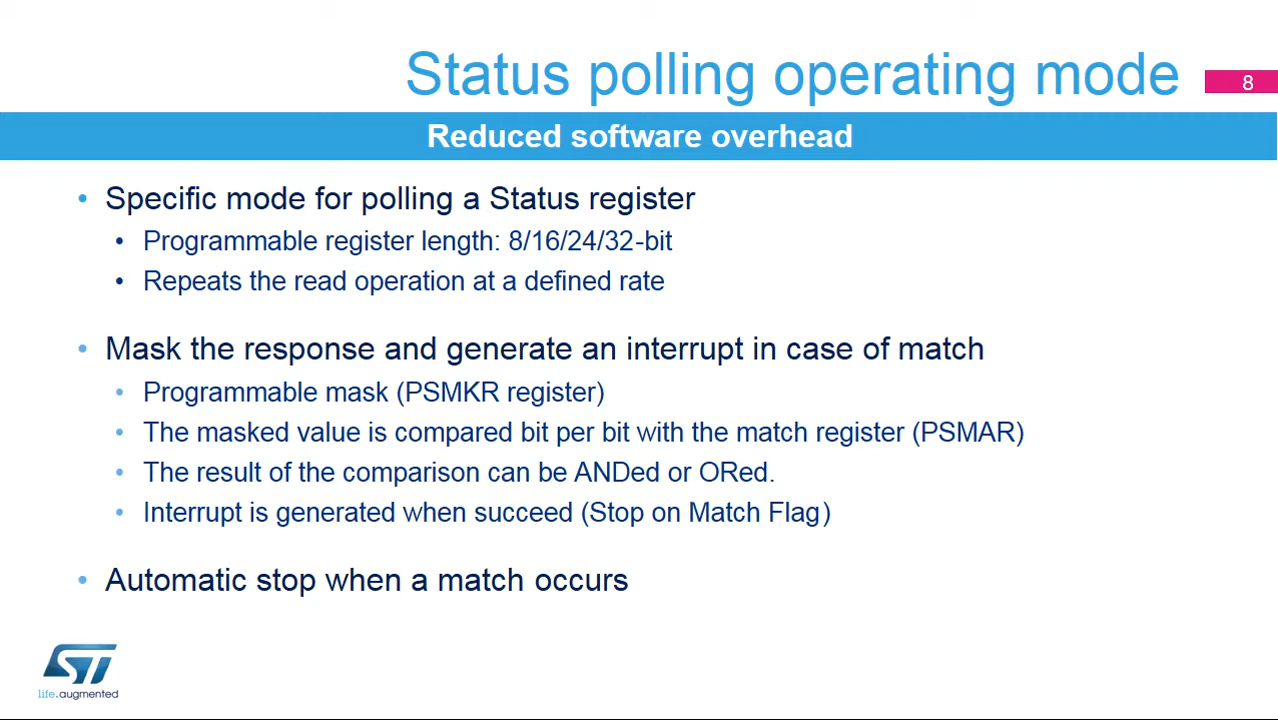 Status polling operating mode
8
Reduced software overhead
• Specific mode for polling a Status register
• Programmable register length: 8/16/24/32-bit
• Repeats the read operation at a defined rate
• Mask the response and generate an interrupt in case of match
• Programmable mask (PSMKR register)
• The masked value is compared bit per bit with the match register (PSMAR)
• The result of the comparison can be ANDed or ORed.
• Interrupt is generated when succeed (Stop on Match Flag)
• Automatic stop when a match occurs
ST
life.augmented